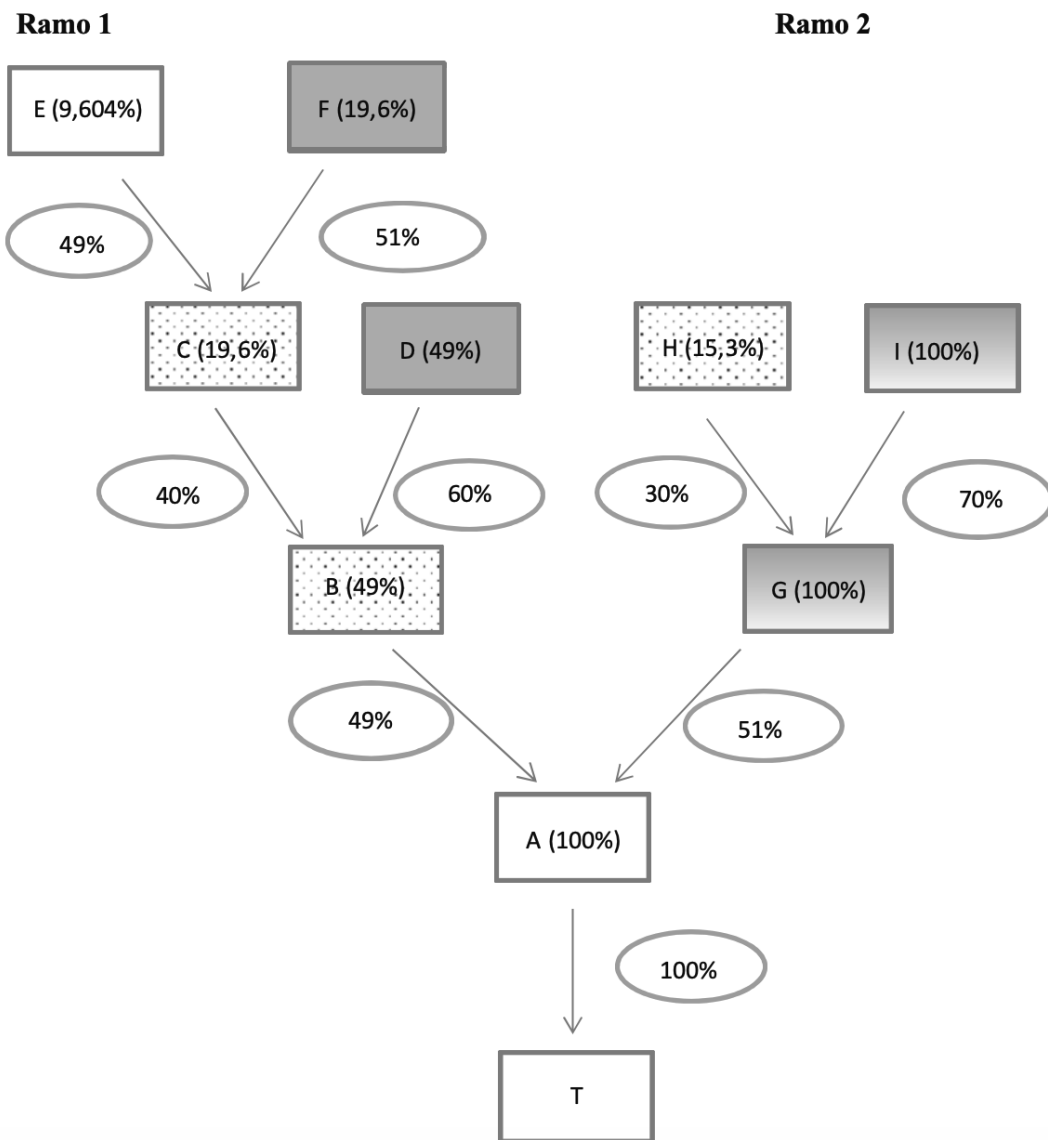 Ramo 1
Ramo 2
E (9,604%)
F (19,6%)
49%
51%
C (19,6%)
D (49%)
H (15,3%)
I (100%)
40%
60%
30%
70%
B (49%)
G (100%)
49%
51%
A (100%)
100%
T